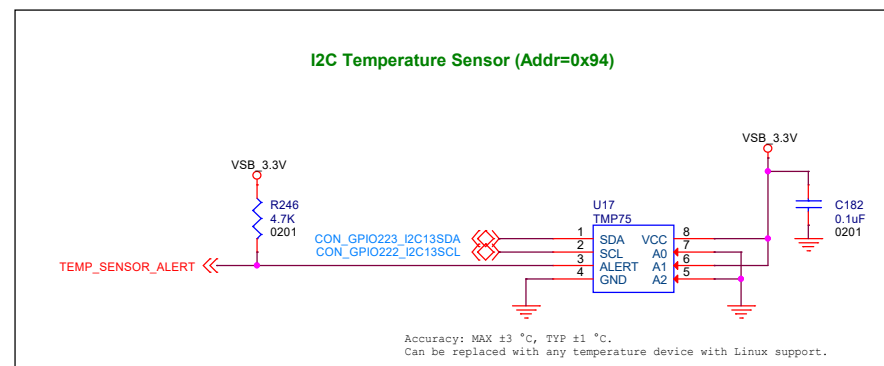 I2C Temperature Sensor (Addr=0x94)
VSB_3.3V
VSB_3.3V
R246
4.7K
0201
U17
TMP75
C182
0.1uF
0201
CON_GPIO223_I2C13SDA
CON_GPIO222_I2C13SCL
TEMP_SENSOR_ALERT
1 SDA VCC 8
2 SCL A0 7
3 ALERT A1 6
4 GND A2 5
Accuracy: MAX ±3 °C, TYP ±1 °C.
Can be replaced with any temperature device with Linux support.